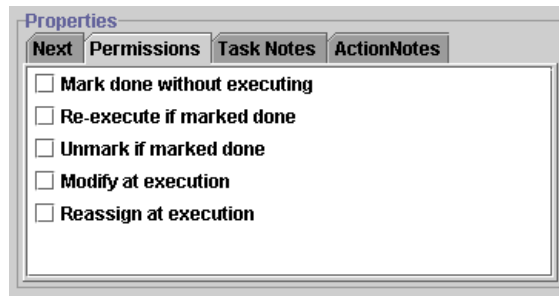 Properties
Next Permissions Task Notes ActionNotes
Mark done without executing
Re-execute if marked done
Unmark if marked done
Modify at execution
Reassign at execution